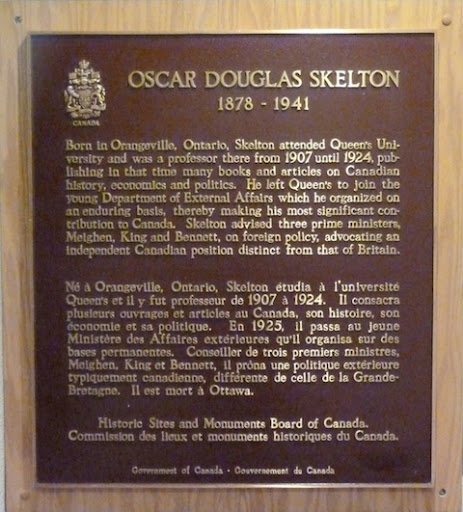 CANADA
OSCAR DOUGLAS SKELTON
1878 - 1941
Born in Orangeville, Ontario, Skelton attended Queen's Uni-
versity and was a professor there from 1907 until 1924, pub-
lishing in that time many books and articles on Canadian
history, economics and politics. He left Queen's to join the
young Department of External Affairs which he organized on
an enduring basis, thereby making his most significant con-
tribution to Canada. Skelton advised three prime ministers,
Meighen, King and Bennett, on foreign policy, advocating an
independent Canadian position distinct from that of Britain.
Né à Orangeville, Ontario, Skelton étudia à l'université
Queen's et il y fut professeur de 1907 à 1924. Il consacra
plusieurs ouvrages et articles au Canada, son histoire, son
économie et sa politique. En 1925, il passa au jeune
Ministère des Affaires extérieures qu'il organisa sur des
bases permanentes. Conseiller de trois premiers ministres,
Meighen, King et Bennett, il prôna une politique extérieure
typiquement canadienne, différente de celle de la Grande-
Bretagne. Il est mort à Ottawa.
Historic Sites and Monuments Board of Canada.
Commission des lieux et monuments historiques du Canada.
Government of Canada - Gouvernement du Canada